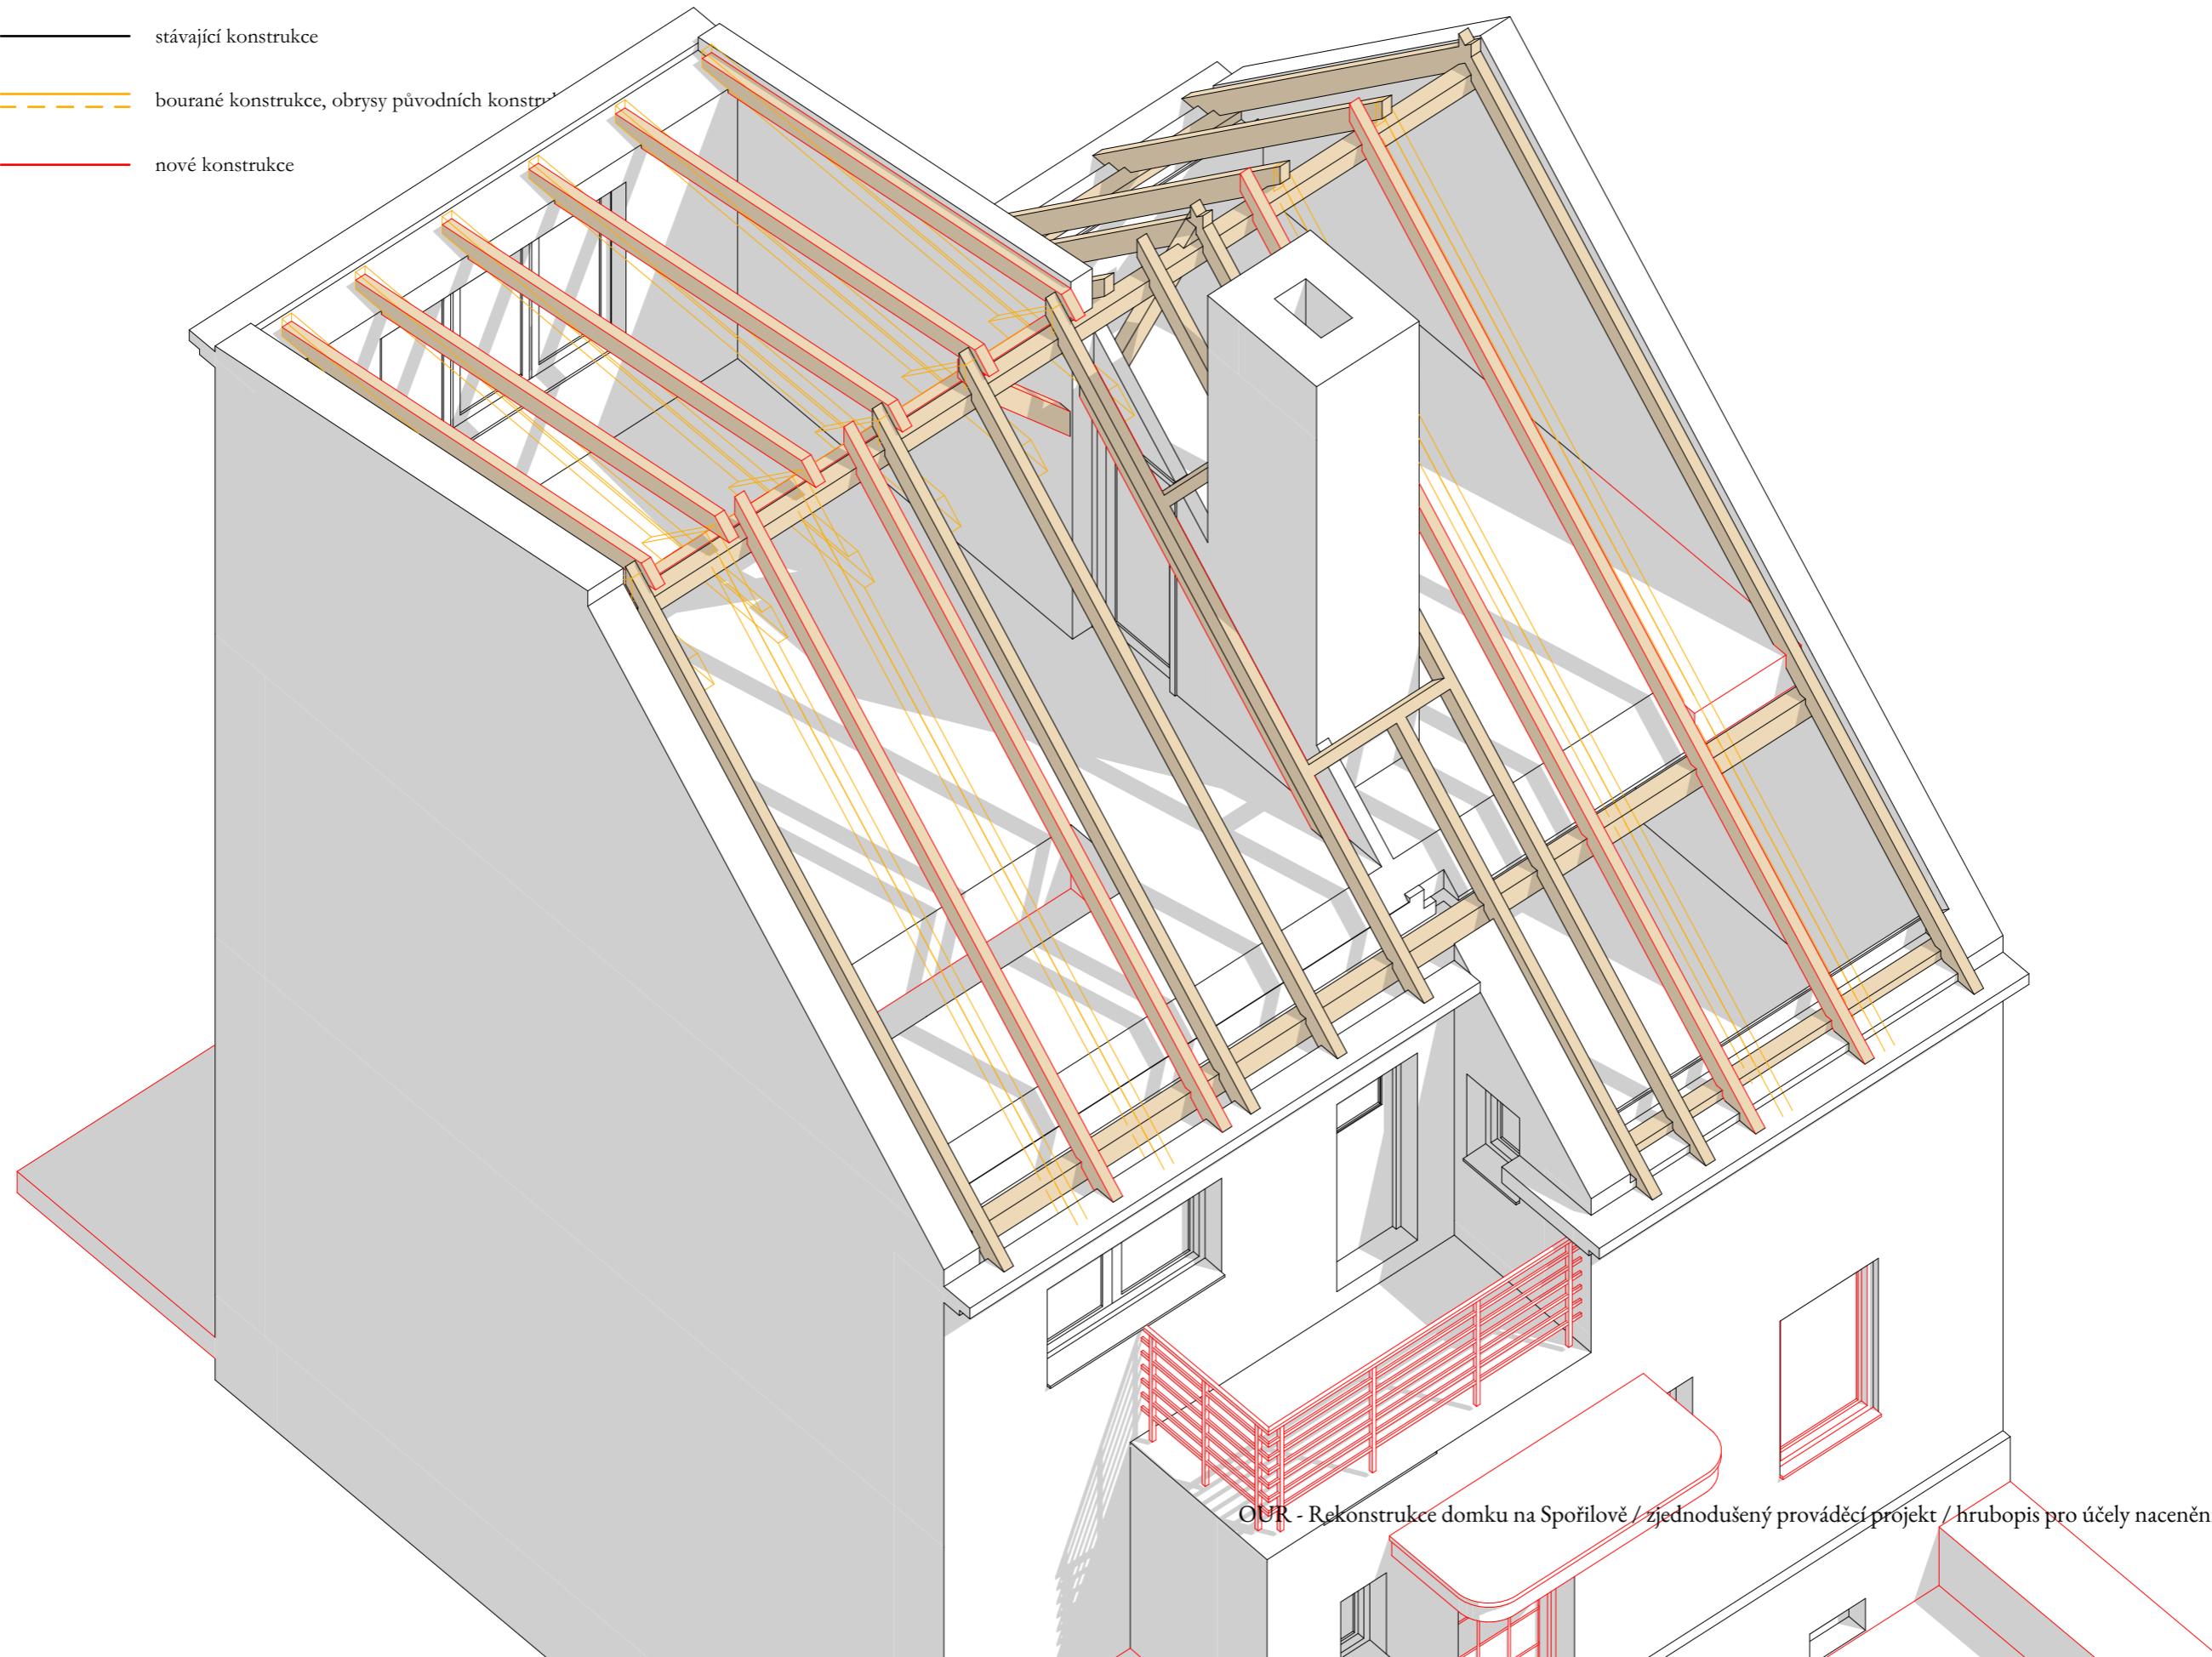 stávající konstrukce
bourané konstrukce, obrysy původních
nové konstrukce
OUR - Rekonstrukce domku na Spořilově / zjednodušený prováděcí projekt / hrubopis pro účely